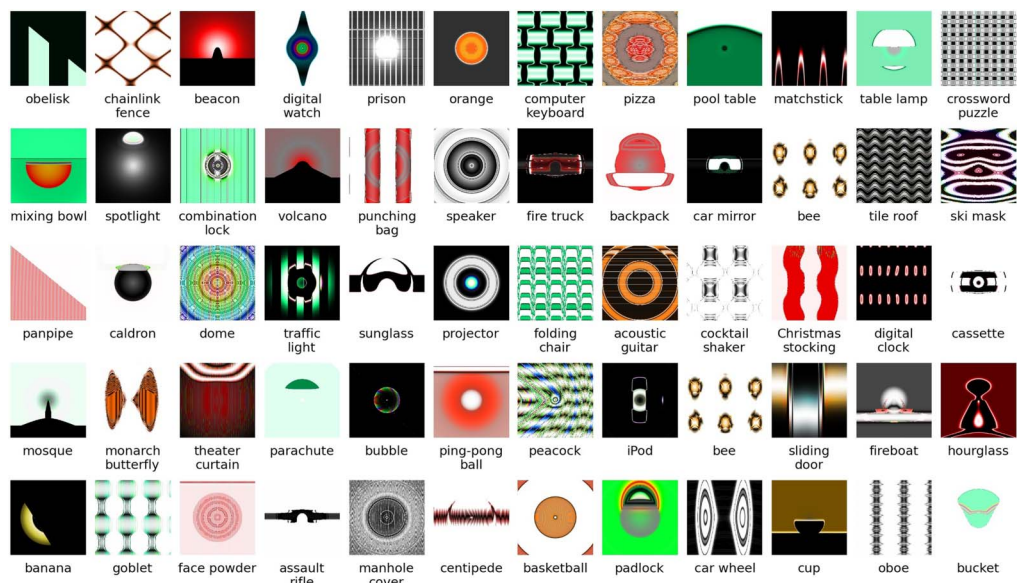 obelisk
chainlink
fence
beacon
digital
watch
prison
orange
computer
keyboard
pizza
pool table
matchstick
table lamp
crossword
puzzle
mixing bowl
spotlight
combination
lock
volcano
punching
bag
speaker
fire truck
backpack
car mirror
bee
tile roof
ski mask
panpipe
caldron
dome
traffic
light
sunglass
projector
folding
chair
acoustic
guitar
cocktail
shaker
Christmas
stocking
digital
clock
cassette
mosque
monarch
butterfly
theater
curtain
parachute
bubble
ping-pong
ball
peacock
iPod
bee
sliding
door
fireboat
hourglass
banana
goblet
face powder
assault
rifle
manhole
cover
centipede
basketball
padlock
car wheel
cup
oboe
bucket